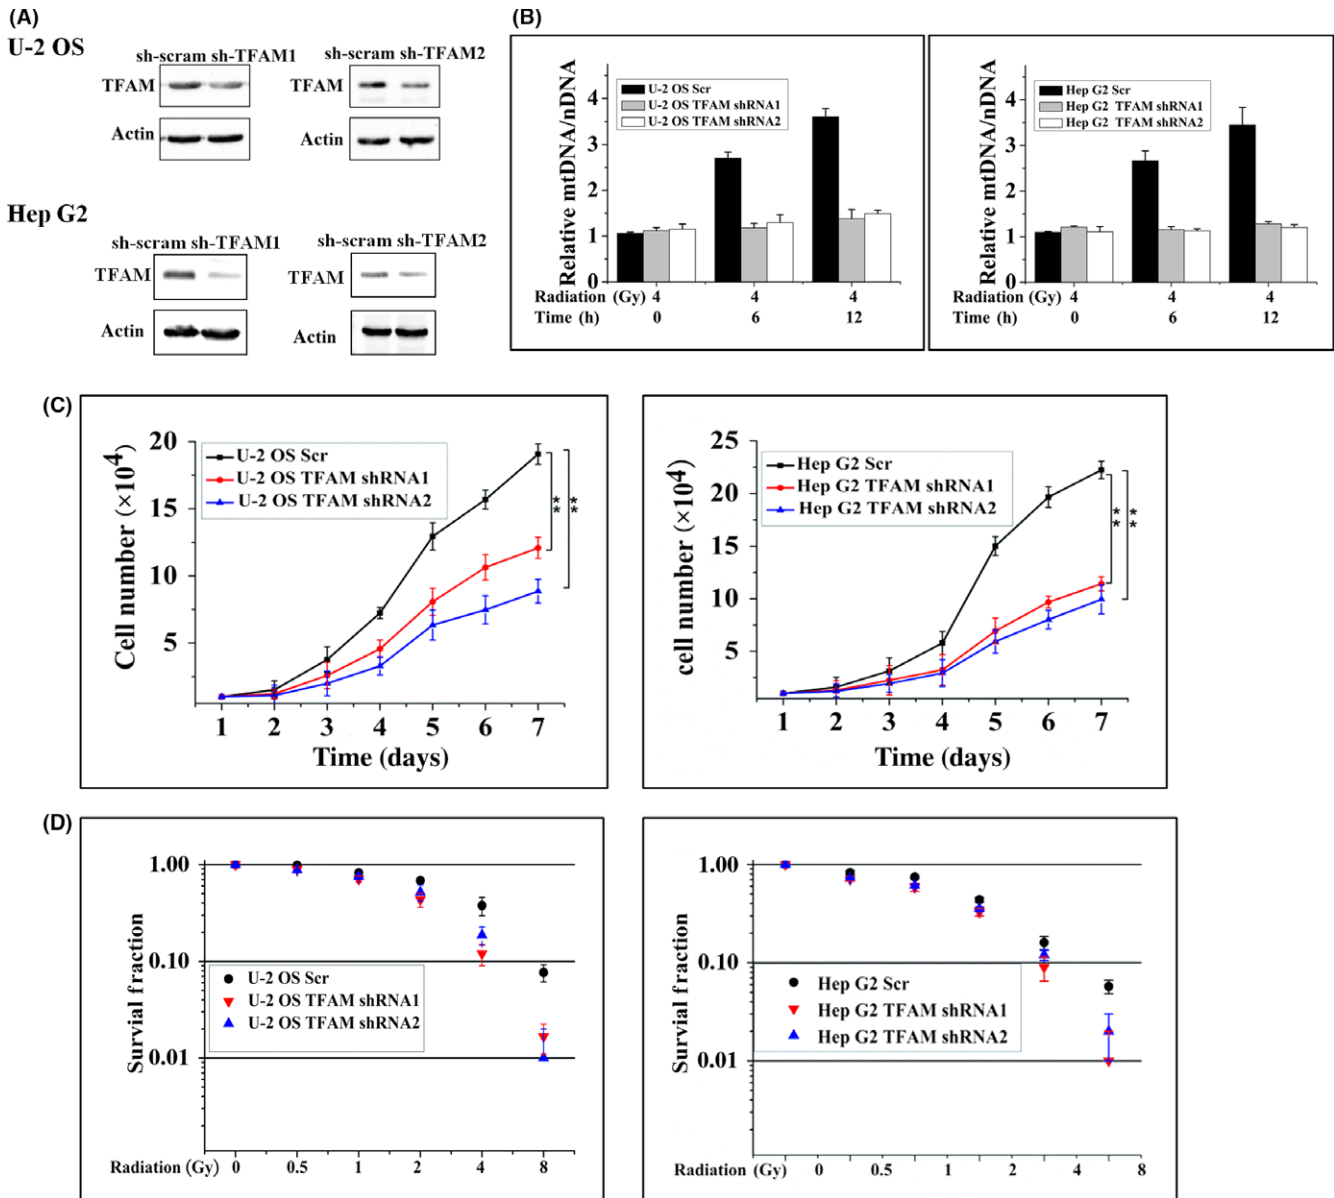 (A)
U-2 OS
sh-scram sh-TFAM1
TFAM
Actin
sh-scram sh-TFAM2
TFAM
Actin
Hep G2
sh-scram sh-TFAM1
TFAM
Actin
sh-scram sh-TFAM2
TFAM
Actin
(B)
Relative mtDNA/nDNA
4
3
2
1
0
U-2 OS Scr
U-2 OS TFAM shRNA1
U-2 OS TFAM shRNA2
Radiation (Gy) 4 4 4
Time (h) 0 6 12
Relative mtDNA/nDNA
4
3
2
1
0
Hep G2 Scr
Hep G2 TFAM shRNA1
Hep G2 TFAM shRNA2
Radiation (Gy) 4 4 4
Time (h) 0 6 12
(C)
Cell number (×10⁴)
20
15
10
5
U-2 OS Scr
U-2 OS TFAM shRNA1
U-2 OS TFAM shRNA2
**
**
1 2 3 4 5 6 7
Time (days)
cell number (×10⁴)
25
20
15
10
5
Hep G2 Scr
Hep G2 TFAM shRNA1
Hep G2 TFAM shRNA2
**
**
1 2 3 4 5 6 7
Time (days)
(D)
Survial fraction
1.00
0.10
0.01
U-2 OS Scr
U-2 OS TFAM shRNA1
U-2 OS TFAM shRNA2
Radiation (Gy) 0 0.5 1 2 4 8
Survial fraction
1.00
0.10
0.01
Hep G2 Scr
Hep G2 TFAM shRNA1
Hep G2 TFAM shRNA2
Radiation (Gy) 0 0.5 1 2 4 8